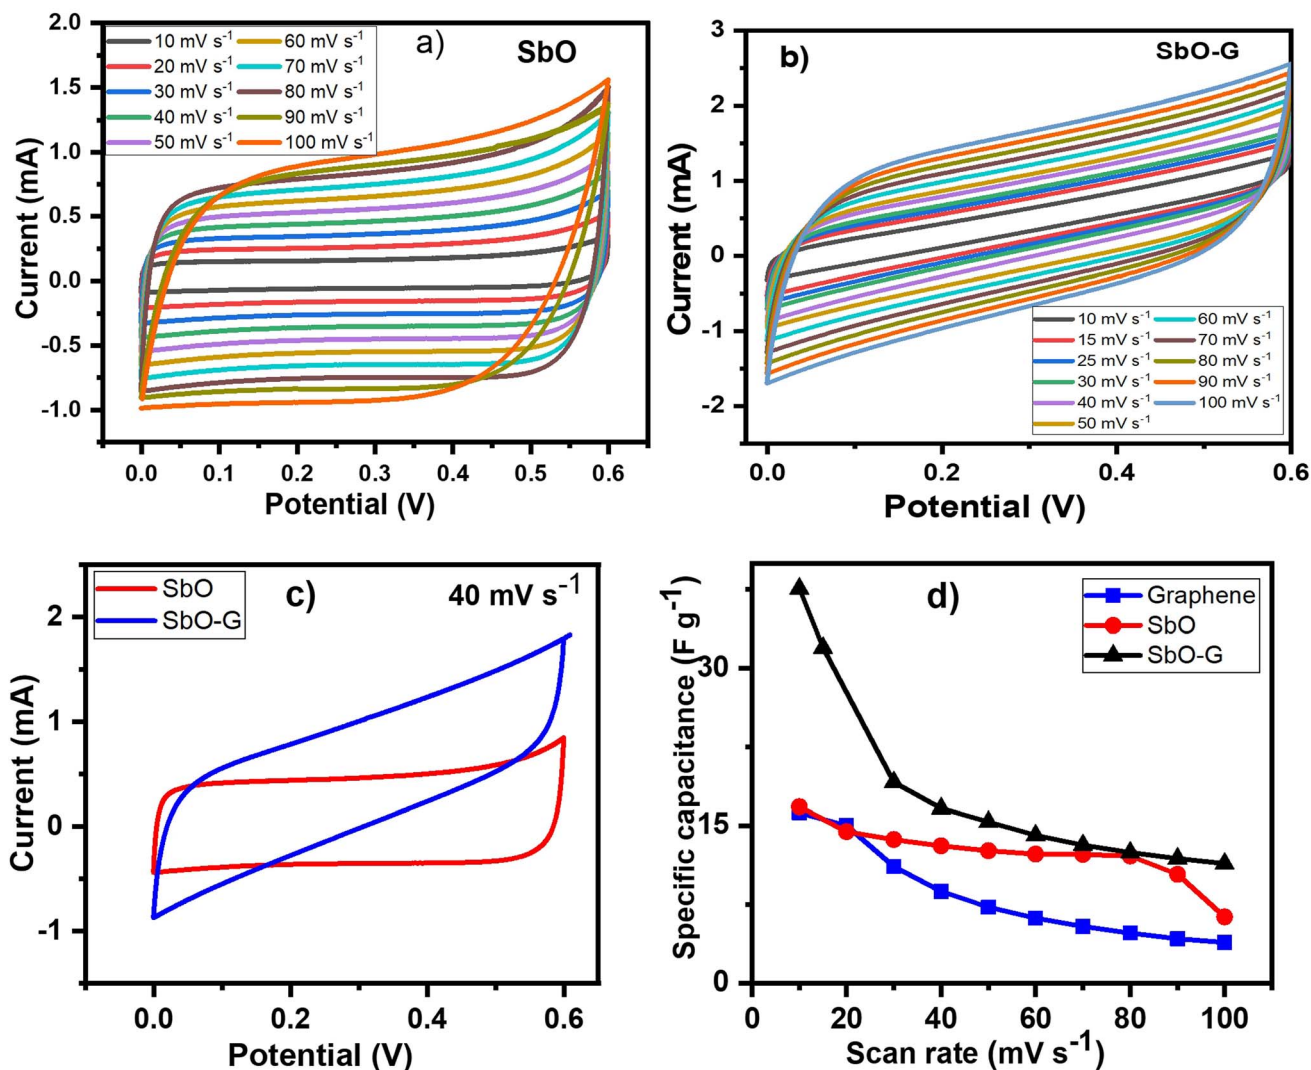 a)
SbO
10 mV s⁻¹ 60 mV s⁻¹
20 mV s⁻¹ 70 mV s⁻¹
30 mV s⁻¹ 80 mV s⁻¹
40 mV s⁻¹ 90 mV s⁻¹
50 mV s⁻¹ 100 mV s⁻¹
Current (mA)
2.0
1.5
1.0
0.5
0.0
-0.5
-1.0
0.0 0.1 0.2 0.3 0.4 0.5 0.6
Potential (V)
b)
SbO-G
Current (mA)
3
2
1
0
-1
-2
10 mV s⁻¹ 60 mV s⁻¹
15 mV s⁻¹ 70 mV s⁻¹
25 mV s⁻¹ 80 mV s⁻¹
30 mV s⁻¹ 90 mV s⁻¹
40 mV s⁻¹ 100 mV s⁻¹
50 mV s⁻¹
0.0 0.2 0.4 0.6
Potential (V)
SbO
SbO-G
c)
40 mV s⁻¹
Current (mA)
2
1
0
-1
0.0 0.2 0.4 0.6
Potential (V)
d)
Graphene
SbO
SbO-G
Specific capacitance (F g⁻¹)
30
15
0
0 20 40 60 80 100
Scan rate (mV s⁻¹)